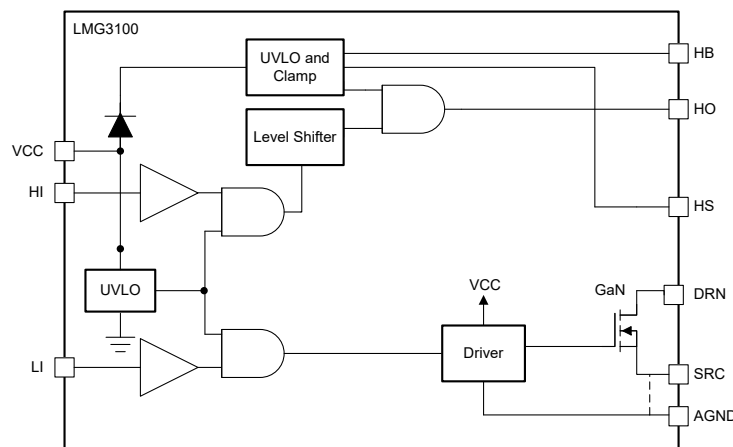 LMG3100
UVLO and
Clamp
HB
HO
Level Shifter
VCC
HI
HS
UVLO
VCC
GaN
DRN
LI
Driver
SRC
AGND